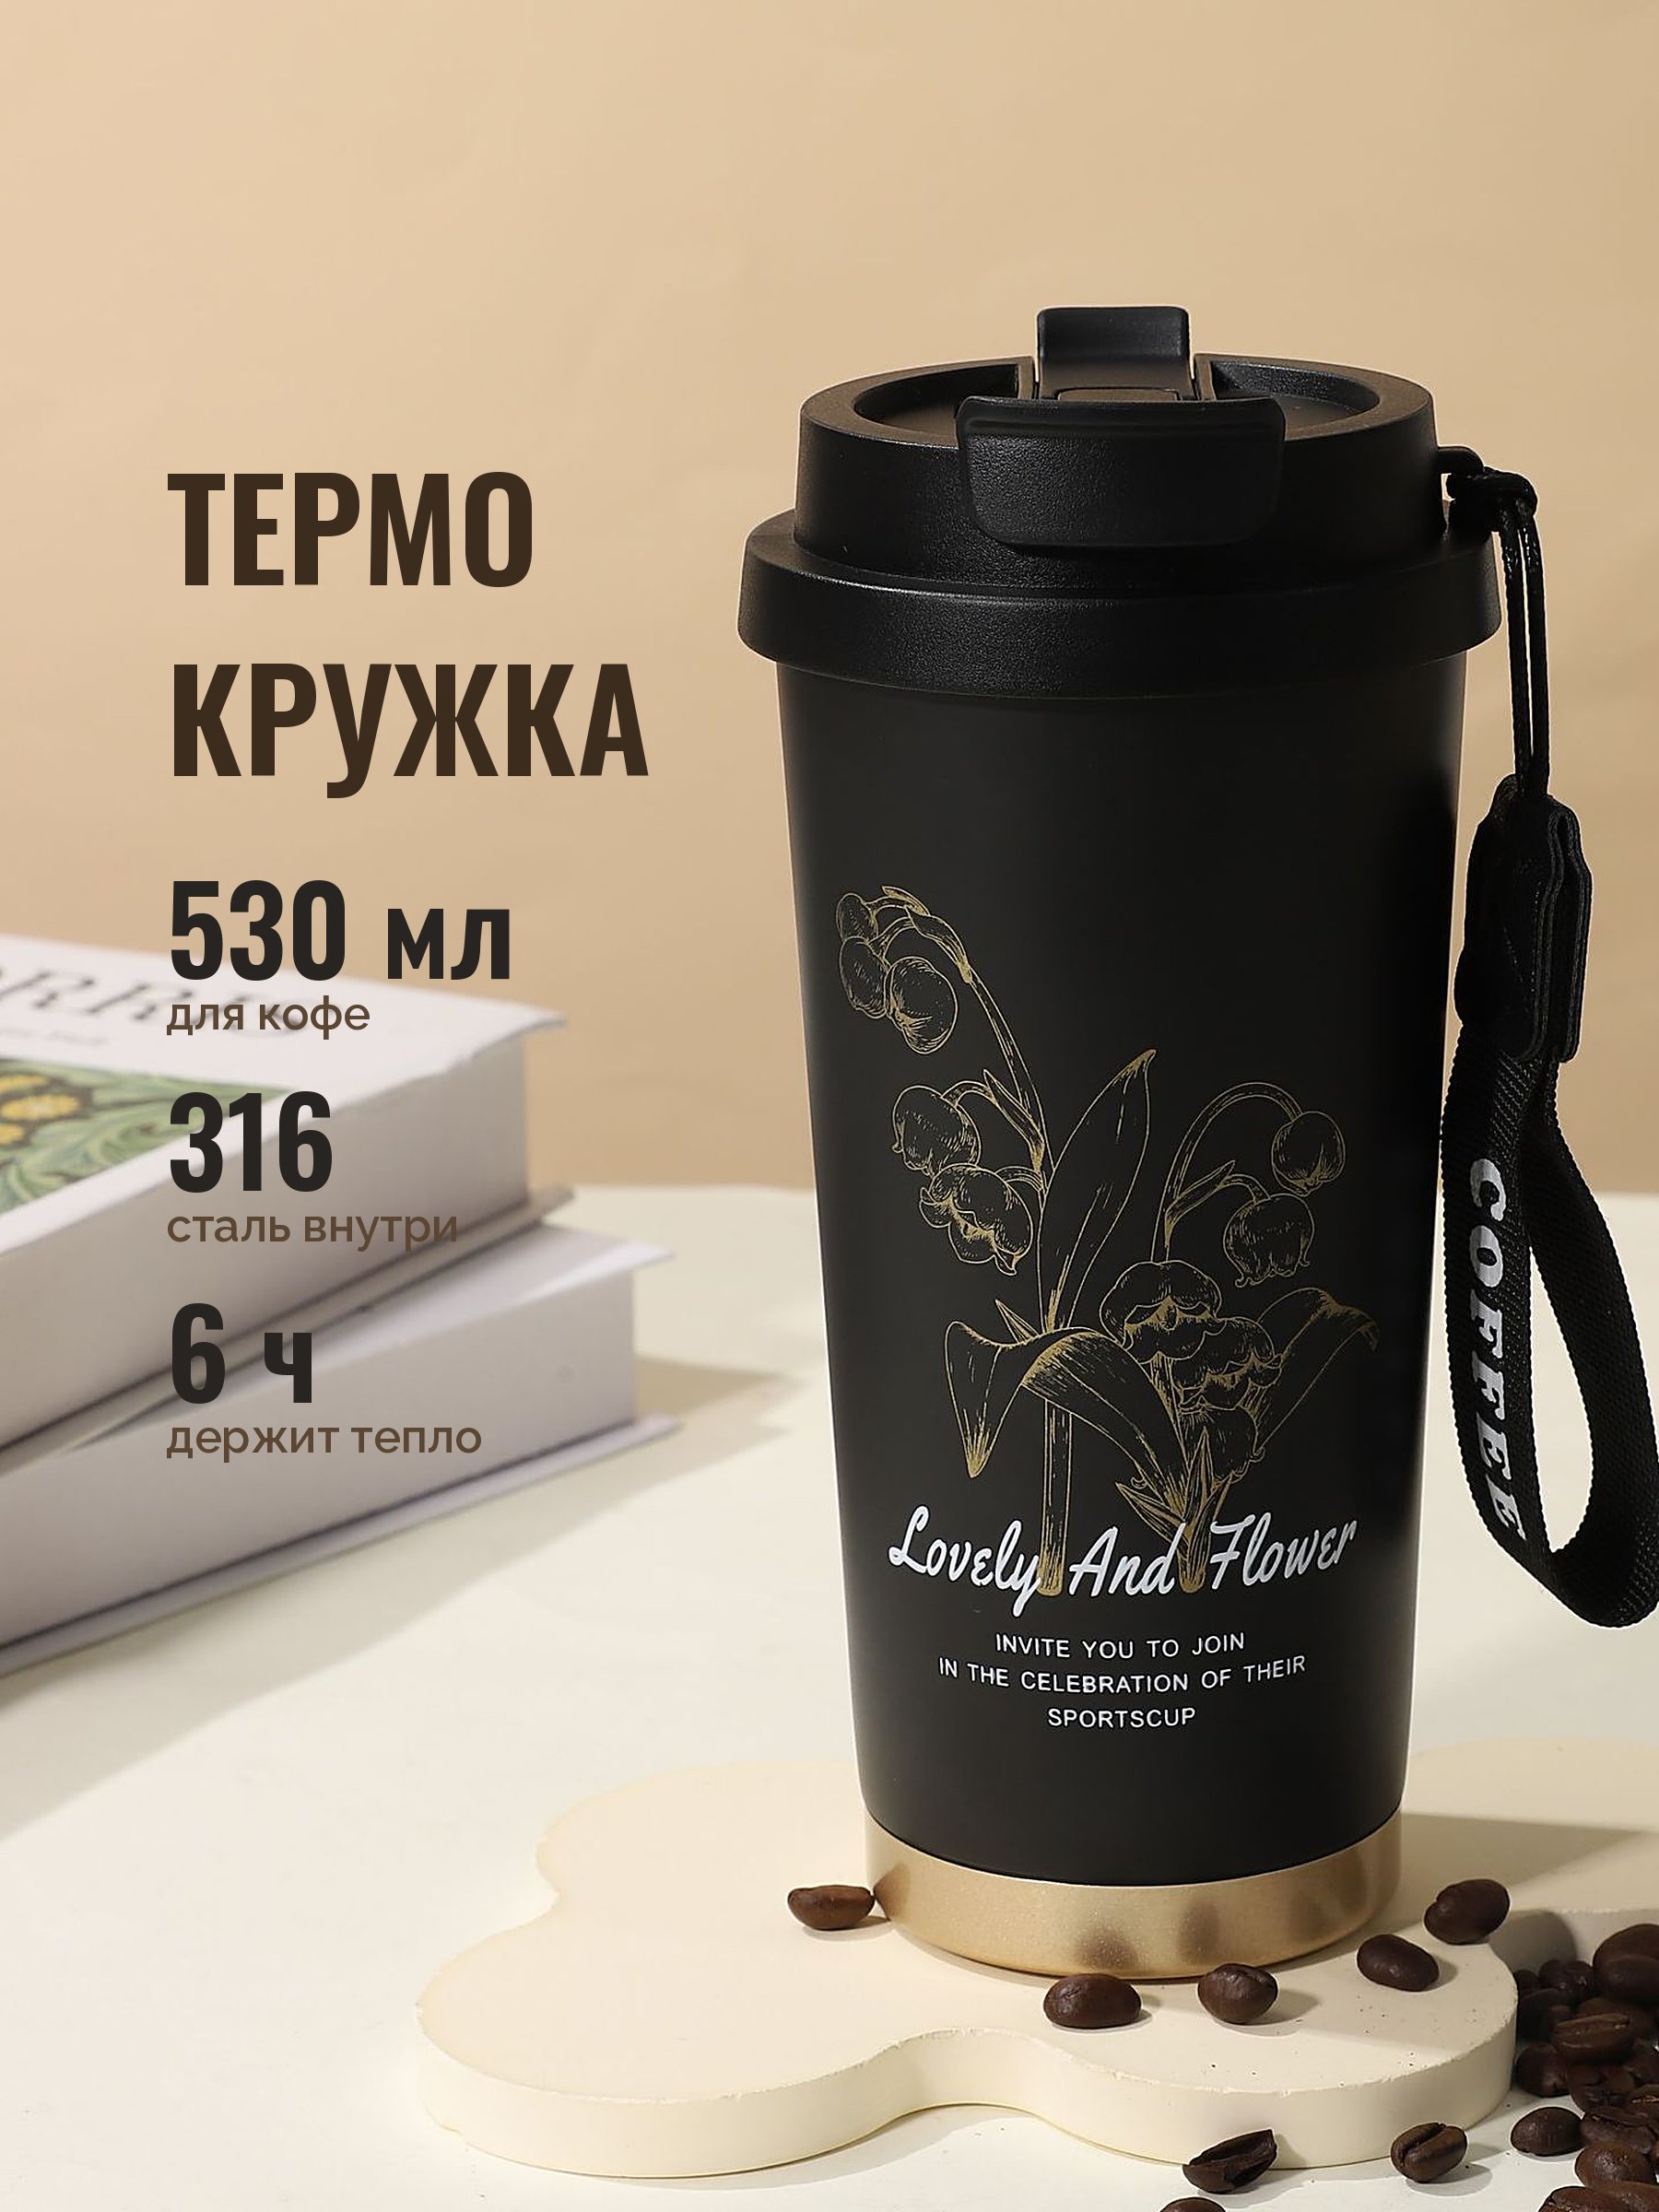 ТЕРМО
КРУЖКА
530 мл
для кофе
316
сталь внутри
6 ч
держит тепло
Lovely And Flower
INVITE YOU TO JOIN
IN THE CELEBRATION OF THEIR
SPORTSCUP
COFFEE